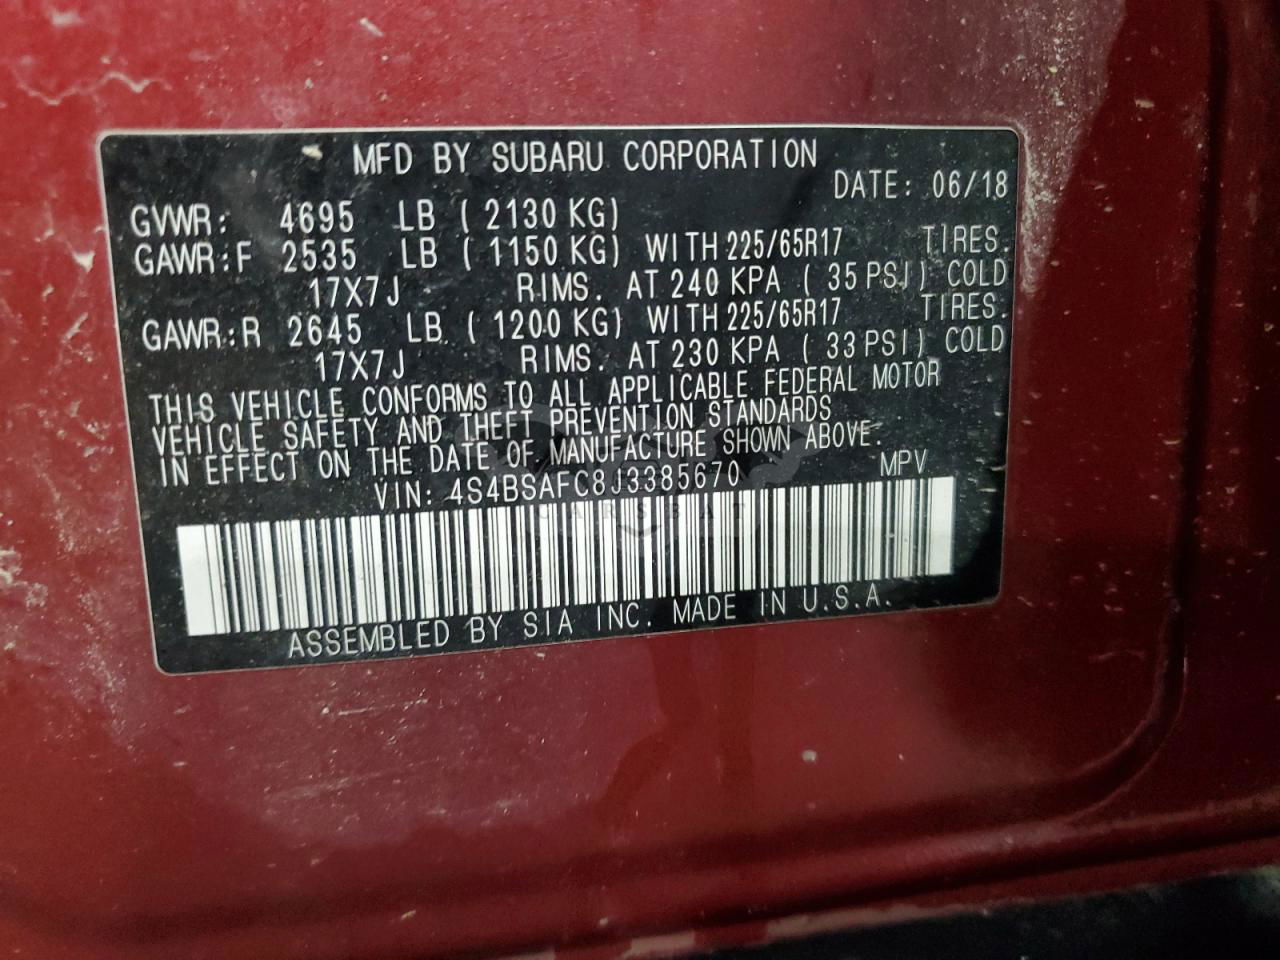 MFD BY SUBARU CORPORATION
DATE: 06/18
GVWR: 4695 LB ( 2130 KG)
GAWR:F 2535 LB ( 1150 KG) WITH 225/65R17 TIRES.
17X7J RIMS. AT 240 KPA ( 35 PSI) COLD
GAWR:R 2645 LB ( 1200 KG) WITH 225/65R17 TIRES.
17X7J RIMS. AT 230 KPA ( 33 PSI) COLD
THIS VEHICLE CONFORMS TO ALL APPLICABLE FEDERAL MOTOR
VEHICLE SAFETY AND THEFT PREVENTION STANDARDS
IN EFFECT ON THE DATE OF MANUFACTURE SHOWN ABOVE.
VIN: 4S4BSAFC8J3385670 MPV
CARSBAT
ASSEMBLED BY SIA INC. MADE IN U.S.A.